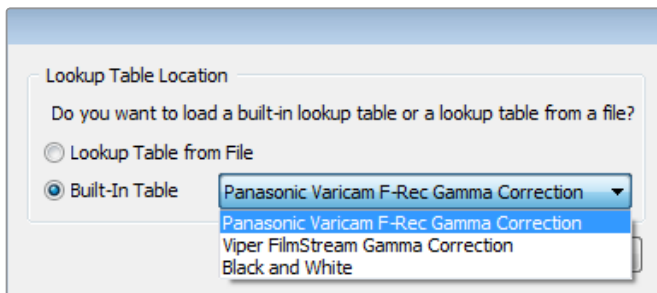 Lookup Table Location
Do you want to load a built-in lookup table or a lookup table from a file?
Lookup Table from File
Built-In Table
Panasonic Varicam F-Rec Gamma Correction
Panasonic Varicam F-Rec Gamma Correction
Viper FilmStream Gamma Correction
Black and White